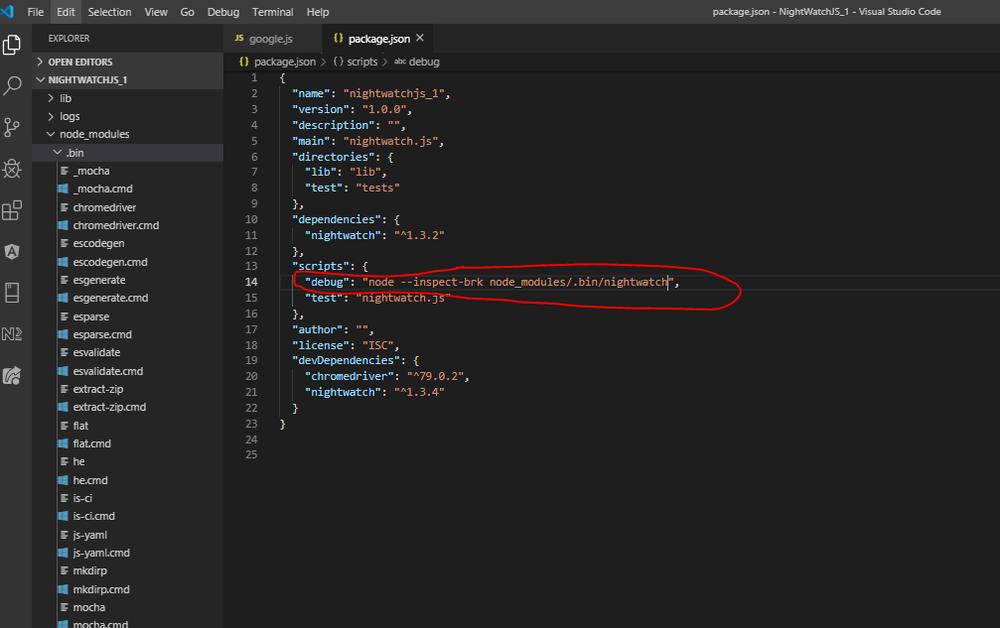 File Edit Selection View Go Debug Terminal Help package.json - NightWatchJS_1 - Visual Studio Code
EXPLORER
OPEN EDITORS
NIGHTWATCHJS_1
lib
logs
node_modules
.bin
_mocha
_mocha.cmd
chromedriver
chromedriver.cmd
escodegen
escodegen.cmd
esgenerate
esgenerate.cmd
esparse
esparse.cmd
esvalidate
esvalidate.cmd
extract-zip
extract-zip.cmd
flat
flat.cmd
he
he.cmd
is-ci
is-ci.cmd
js-yaml
js-yaml.cmd
mkdirp
mkdirp.cmd
mocha
mocha.cmd
JS google.js {} package.json ×
{} package.json > {} scripts > abc debug
1 {
2 "name": "nightwatchjs_1",
3 "version": "1.0.0",
4 "description": "",
5 "main": "nightwatch.js",
6 "directories": {
7 "lib": "lib",
8 "test": "tests"
9 },
10 "dependencies": {
11 "nightwatch": "^1.3.2"
12 },
13 "scripts": {
14 "debug": "node --inspect-brk node_modules/.bin/nightwatch",
15 "test": "nightwatch.js"
16 },
17 "author": "",
18 "license": "ISC",
19 "devDependencies": {
20 "chromedriver": "^79.0.2",
21 "nightwatch": "^1.3.4"
22 }
23 }
24
25